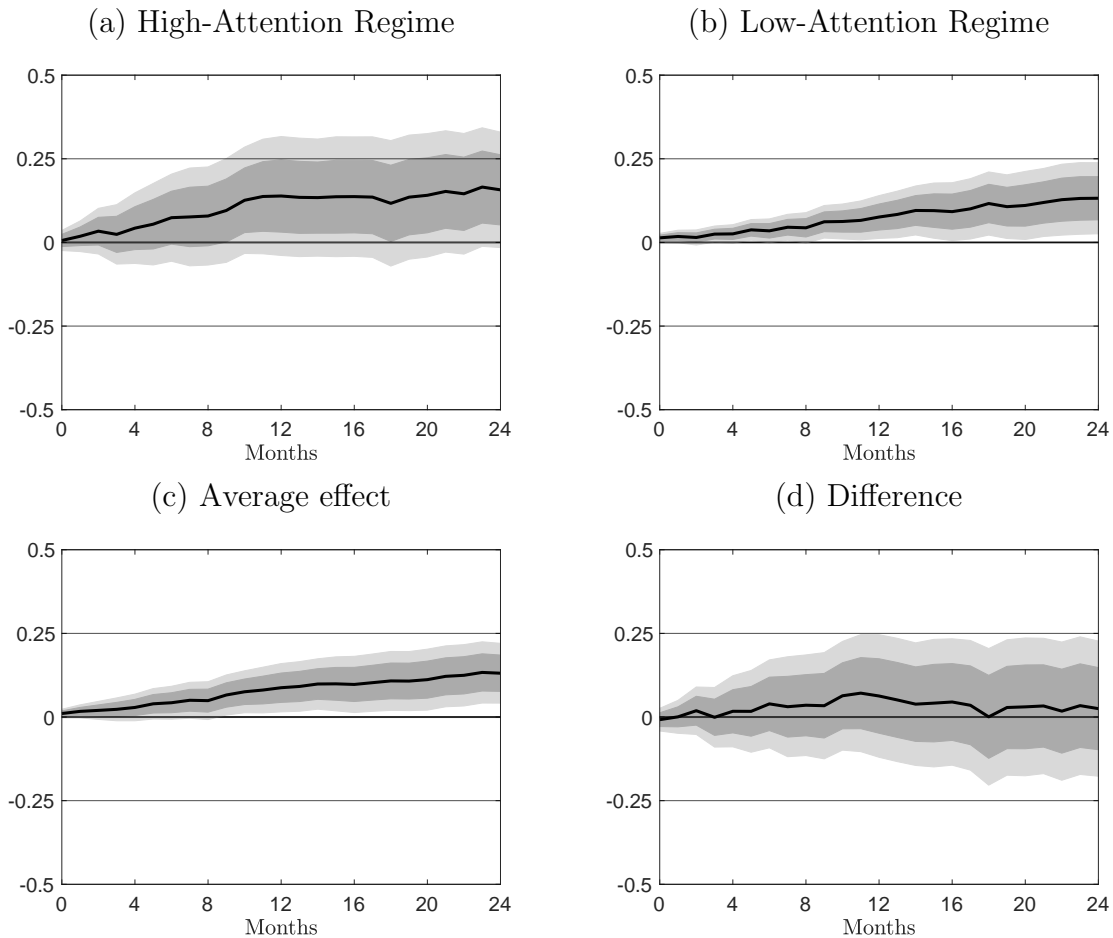 (a) High-Attention Regime
(b) Low-Attention Regime
0.5
0.25
0
-0.25
-0.5
0 4 8 12 16 20 24
Months
0.5
0.25
0
-0.25
-0.5
0 4 8 12 16 20 24
Months
(c) Average effect
(d) Difference
0.5
0.25
0
-0.25
-0.5
0 4 8 12 16 20 24
Months
0.5
0.25
0
-0.25
-0.5
0 4 8 12 16 20 24
Months